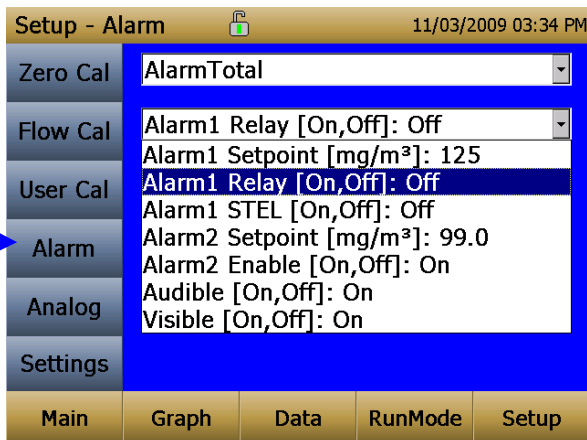 Setup - Alarm 11/03/2009 03:34 PM
Zero Cal
AlarmTotal
Flow Cal
Alarm1 Relay [On,Off]: Off
Alarm1 Setpoint [mg/m³]: 125
User Cal
Alarm1 Relay [On,Off]: Off
Alarm1 STEL [On,Off]: Off
Alarm
Alarm2 Setpoint [mg/m³]: 99.0
Alarm2 Enable [On,Off]: On
Analog
Audible [On,Off]: On
Visible [On,Off]: On
Settings
Main Graph Data RunMode Setup